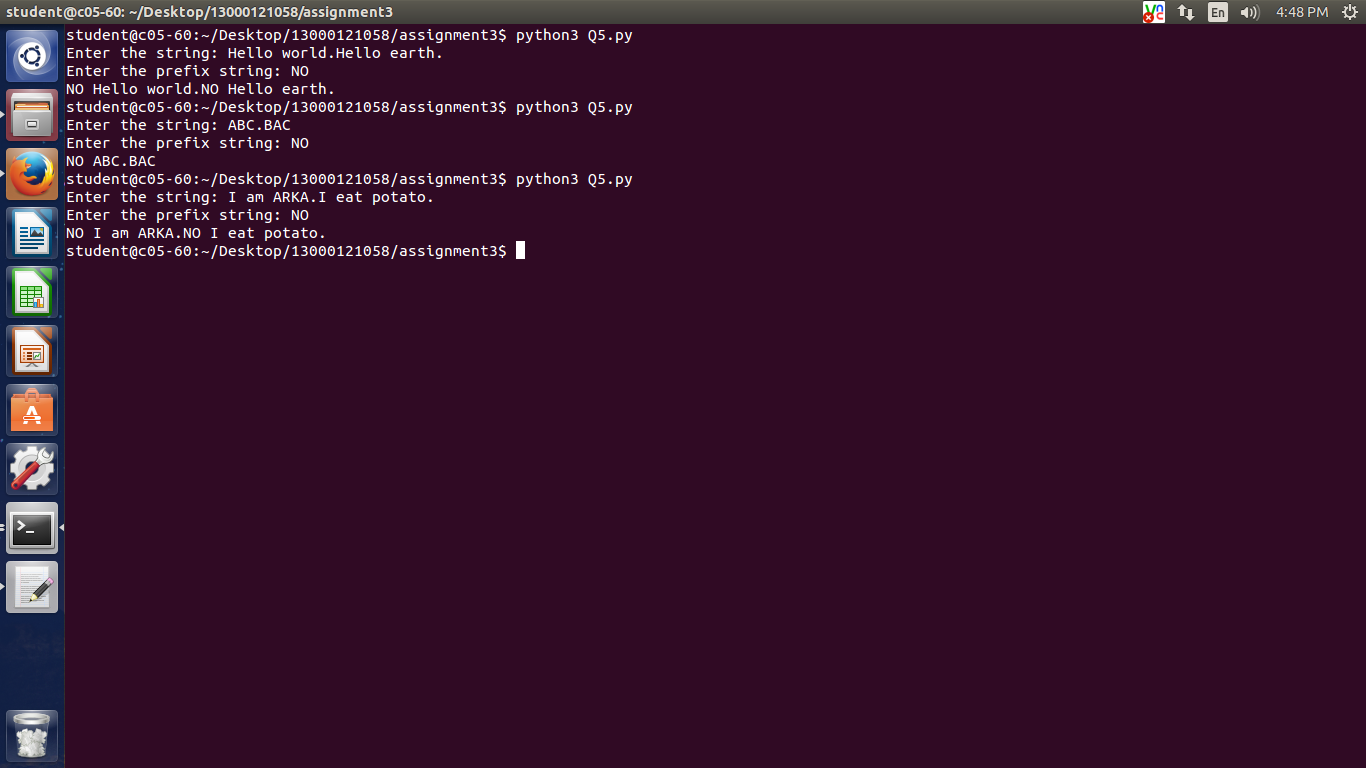 student@c05-60: ~/Desktop/13000121058/assignment3
En
4:48 PM
student@c05-60:~/Desktop/13000121058/assignment3$ python3 Q5.py
Enter the string: Hello world.Hello earth.
Enter the prefix string: NO
NO Hello world.NO Hello earth.
student@c05-60:~/Desktop/13000121058/assignment3$ python3 Q5.py
Enter the string: ABC.BAC
Enter the prefix string: NO
NO ABC.BAC
student@c05-60:~/Desktop/13000121058/assignment3$ python3 Q5.py
Enter the string: I am ARKA.I eat potato.
Enter the prefix string: NO
NO I am ARKA.NO I eat potato.
student@c05-60:~/Desktop/13000121058/assignment3$